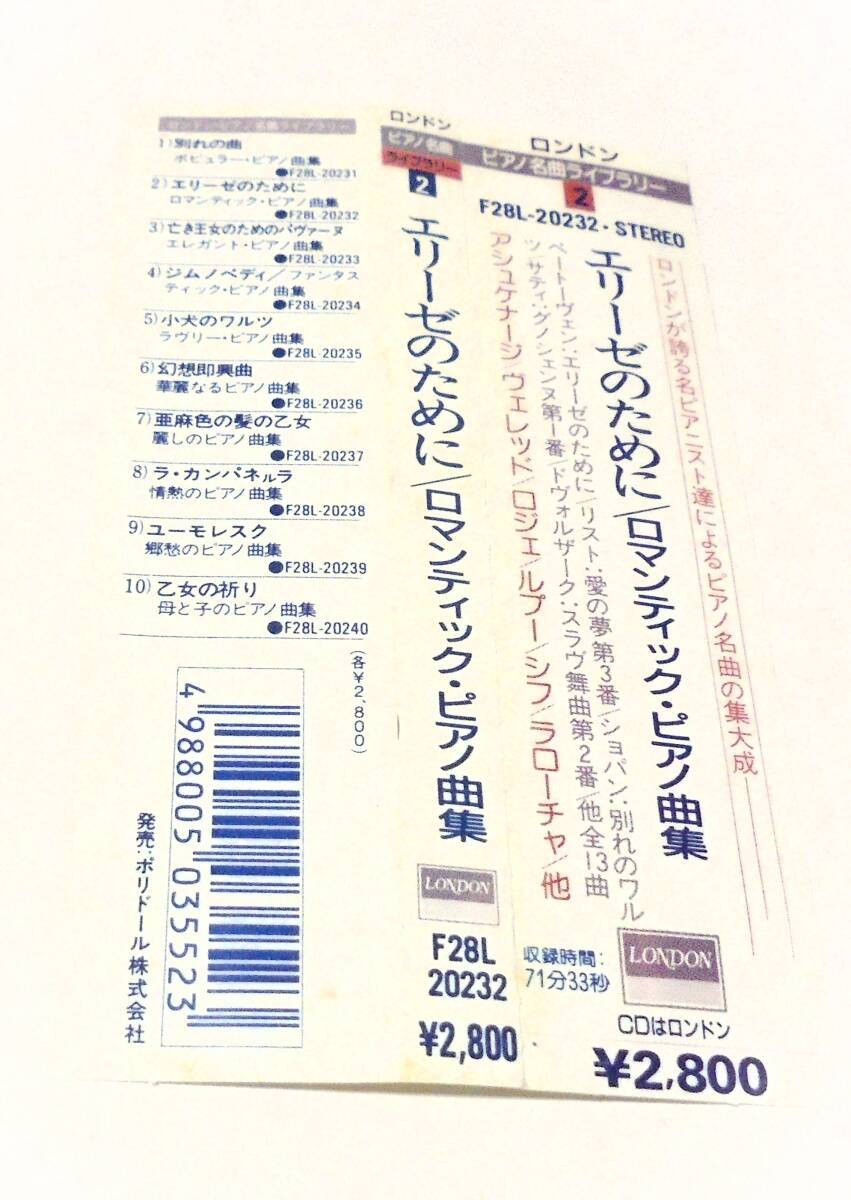 ロンドン・ピアノ名曲ライブラリー
1) 別れの曲
ポピュラー・ピアノ曲集
●F28L-20231
2) エリーゼのために
ロマンティック・ピアノ曲集
●F28L-20232
3) 亡き王女のためのパヴァーヌ
エレガント・ピアノ曲集
●F28L-20233
4) ジムノペディ/ファンタス
ティック・ピアノ曲集
●F28L-20234
5) 小犬のワルツ
ラヴリー・ピアノ曲集
●F28L-20235
6) 幻想即興曲
華麗なるピアノ曲集
●F28L-20236
7) 亜麻色の髪の乙女
麗しのピアノ曲集
●F28L-20237
8) ラ・カンパネルラ
情熱のピアノ曲集
●F28L-20238
9) ユーモレスク
郷愁のピアノ曲集
●F28L-20239
10) 乙女の祈り
母と子のピアノ曲集
●F28L-20240
(各¥2,800)
4 988005 035523
発売:ポリドール株式会社
ロンドン
ピアノ名曲
ライブラリー
2
エリーゼのために/ロマンティック・ピアノ曲集
LONDON
F28L
20232
¥2,800
ロンドン
ピアノ名曲ライブラリー
2
F28L-20232・STEREO
ロンドンが誇る名ピアニスト達によるピアノ名曲の集大成
エリーゼのために/ロマンティック・ピアノ曲集
ベートーヴェン:エリーゼのために/リスト:愛の夢第3番/ショパン:別れのワル
ツ/サティ:グノシェンヌ第1番/ドヴォルザーク:スラヴ舞曲第2番/他全13曲
アシュケナージ/ヴェレッド/ロジェ/ルプー/シフ/ラローチャ/他
収録時間:
71分33秒
LONDON
CDはロンドン
¥2,800